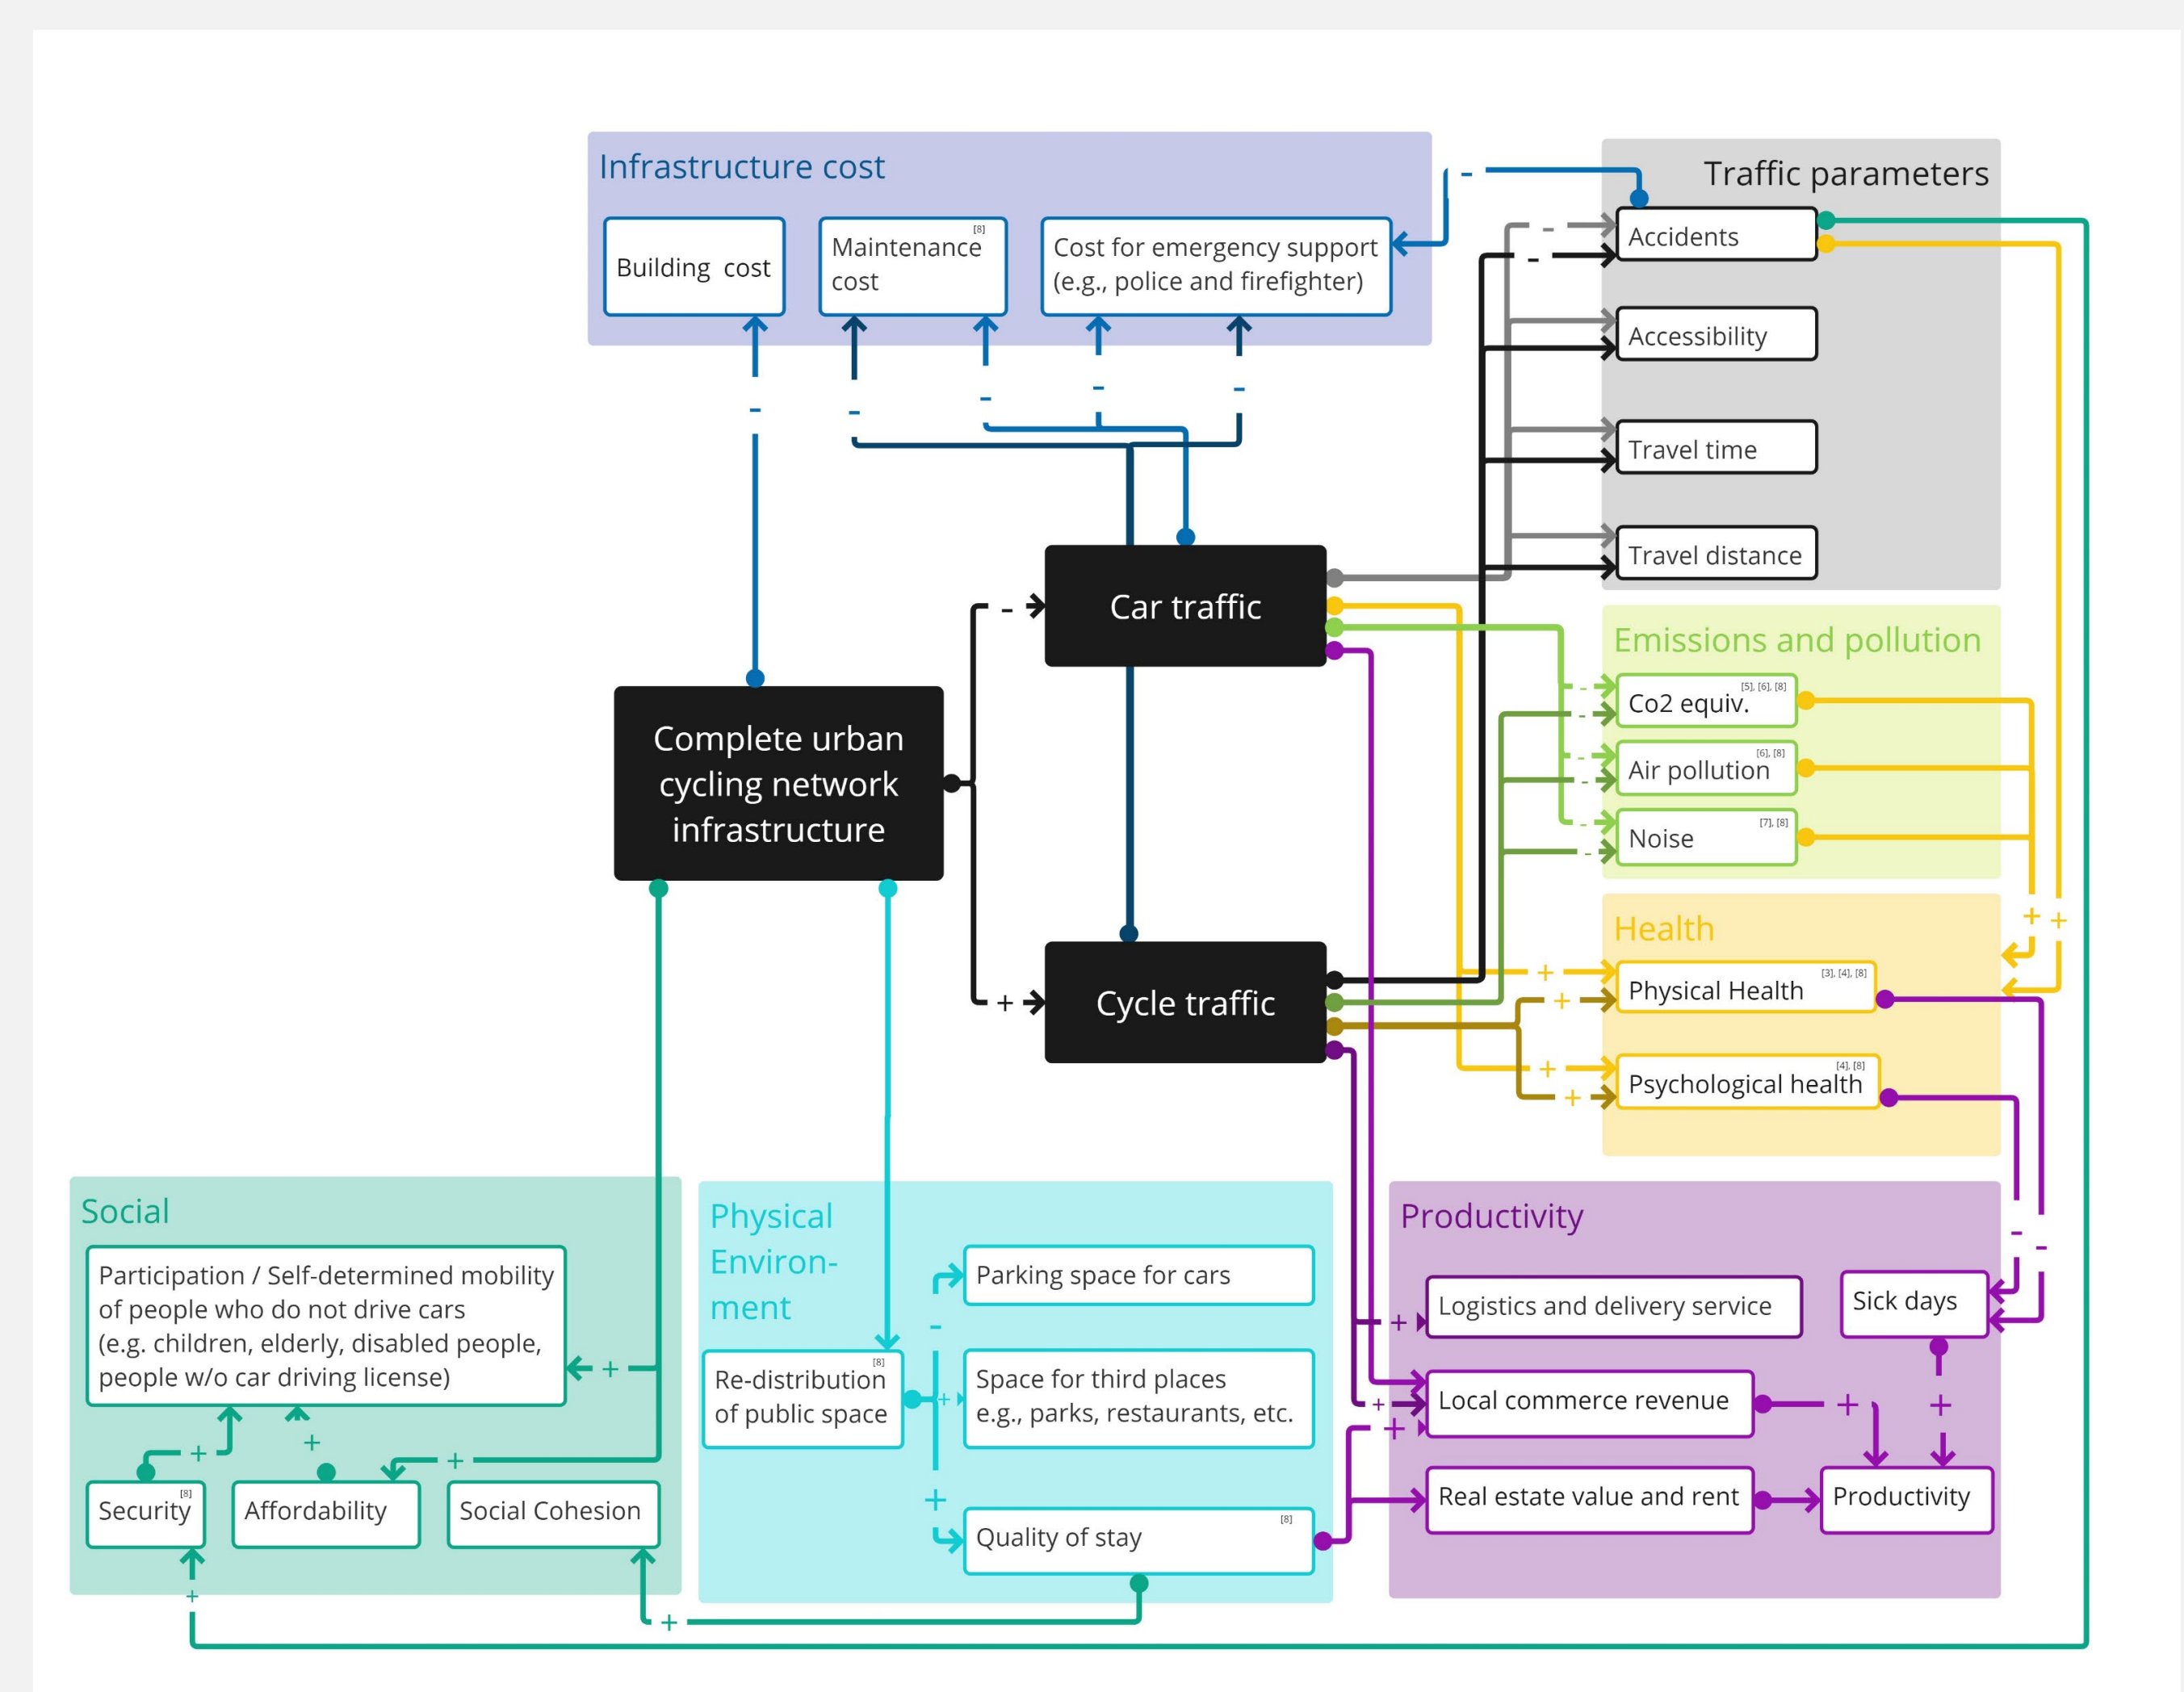 Infrastructure cost
Building cost
[8]
Maintenance
cost
Cost for emergency support
(e.g., police and firefighter)
-
-
-
-
-
-
Traffic parameters
-
Accidents
-
Accessibility
Travel time
Travel distance
Car traffic
-
Complete urban
cycling network
infrastructure
+
Cycle traffic
Emissions and pollution
[5], [6], [8]
- Co2 equiv.
-
[6], [8]
- Air pollution
-
[7], [8]
- Noise
-
+ +
Health
[3], [4], [8]
+ Physical Health
+
[4], [8]
+ Psychological health
+
Social
Participation / Self-determined mobility
of people who do not drive cars
(e.g. children, elderly, disabled people,
people w/o car driving license)
+
+
+
+
[8]
Security
Affordability
Social Cohesion
+
+
Physical
Environ-
ment
Parking space for cars
-
[8]
Re-distribution
of public space
+
Space for third places
e.g., parks, restaurants, etc.
+
[8]
Quality of stay
Productivity
-
-
+ Logistics and delivery service
Sick days
+ Local commerce revenue
+
+
+
Real estate value and rent
Productivity